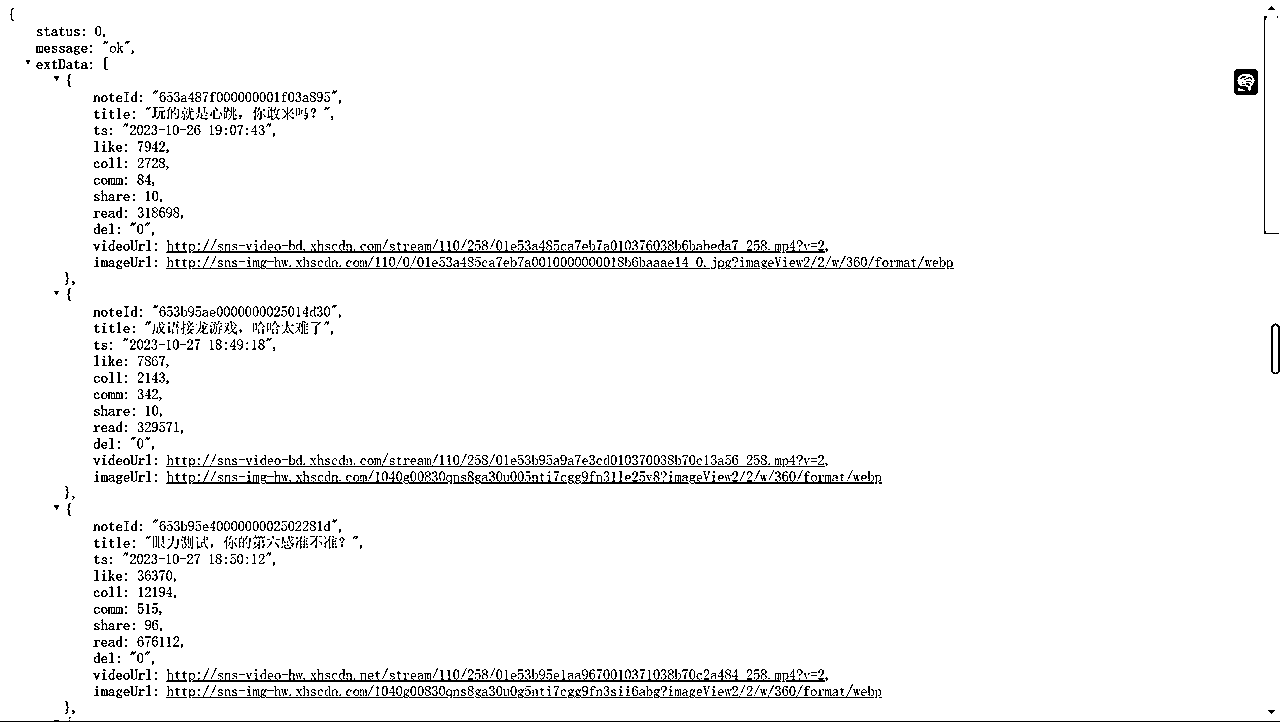 {
status: 0,
message: "ok",
extData: [
{
noteId: "653a487f000000001f03a895",
title: "玩的就是心跳，你敢来吗？",
ts: "2023-10-26 19:07:43",
like: 7942,
coll: 2728,
comm: 84,
share: 10,
read: 318698,
del: "0",
videoUrl: http://sns-video-bd.xhscdn.com/stream/110/258/01e53a485ca7eb7a010376038b6babeda7_258.mp4?v=2,
imageUrl: http://sns-img-hw.xhscdn.com/110/0/01e53a485ca7eb7a00100000000018b6baaae14_0.jpg?imageView2/2/w/360/format/webp
},
{
noteId: "653b95ae0000000025014d30",
title: "成语接龙游戏，哈哈太难了",
ts: "2023-10-27 18:49:18",
like: 7867,
coll: 2143,
comm: 342,
share: 10,
read: 329571,
del: "0",
videoUrl: http://sns-video-bd.xhscdn.com/stream/110/258/01e53b95a9a7e3cd010370038b70c13a56_258.mp4?v=2,
imageUrl: http://sns-img-hw.xhscdn.com/1040g00830qns8ga30u005nti7cgg9fn311e25v8?imageView2/2/w/360/format/webp
},
{
noteId: "653b95e4000000002502281d",
title: "眼力测试，你的第六感准不准？",
ts: "2023-10-27 18:50:12",
like: 36370,
coll: 12194,
comm: 515,
share: 96,
read: 676112,
del: "0",
videoUrl: http://sns-video-hw.xhscdn.net/stream/110/258/01e53b95e1aa9670010371038b70c2a484_258.mp4?v=2,
imageUrl: http://sns-img-hw.xhscdn.com/1040g00830qns8ga30u0g5nti7cgg9fn3sii6abg?imageView2/2/w/360/format/webp
},